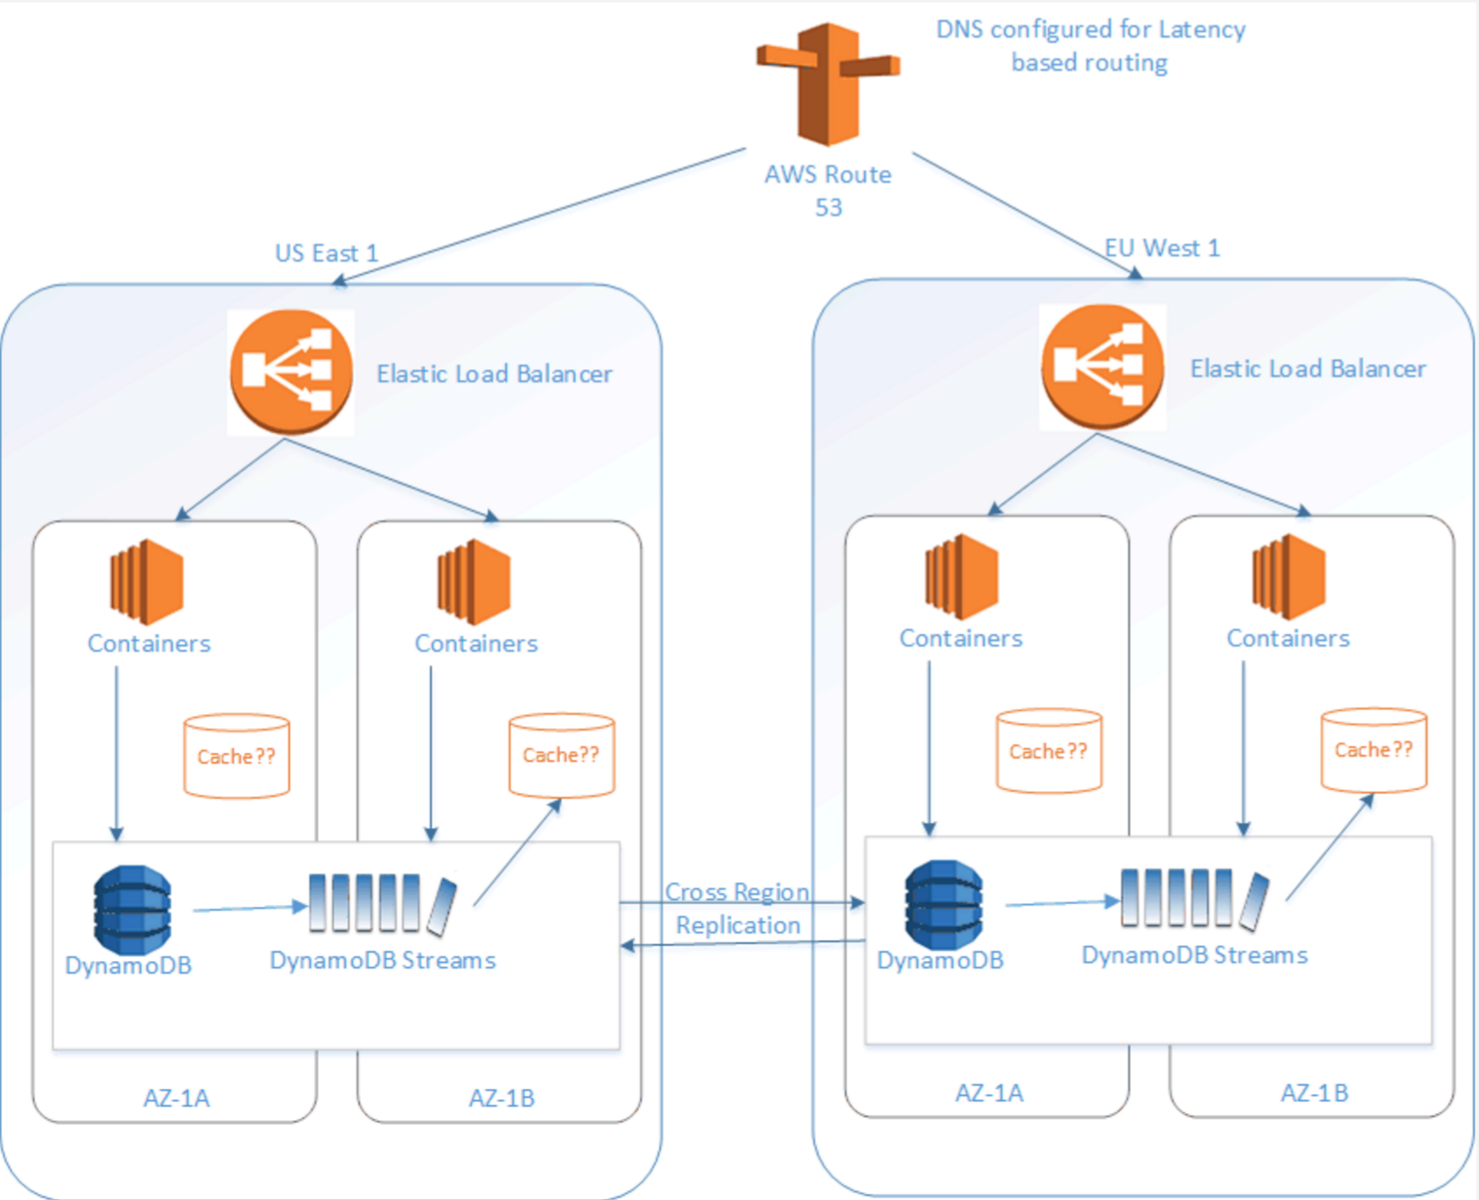 DNS configured for Latency
based routing
AWS Route
53
US East 1
EU West 1
Elastic Load Balancer
Elastic Load Balancer
Containers
Containers
Containers
Containers
Cache??
Cache??
Cache??
Cache??
Cross Region
Replication
DynamoDB
DynamoDB Streams
DynamoDB
DynamoDB Streams
AZ-1A
AZ-1B
AZ-1A
AZ-1B